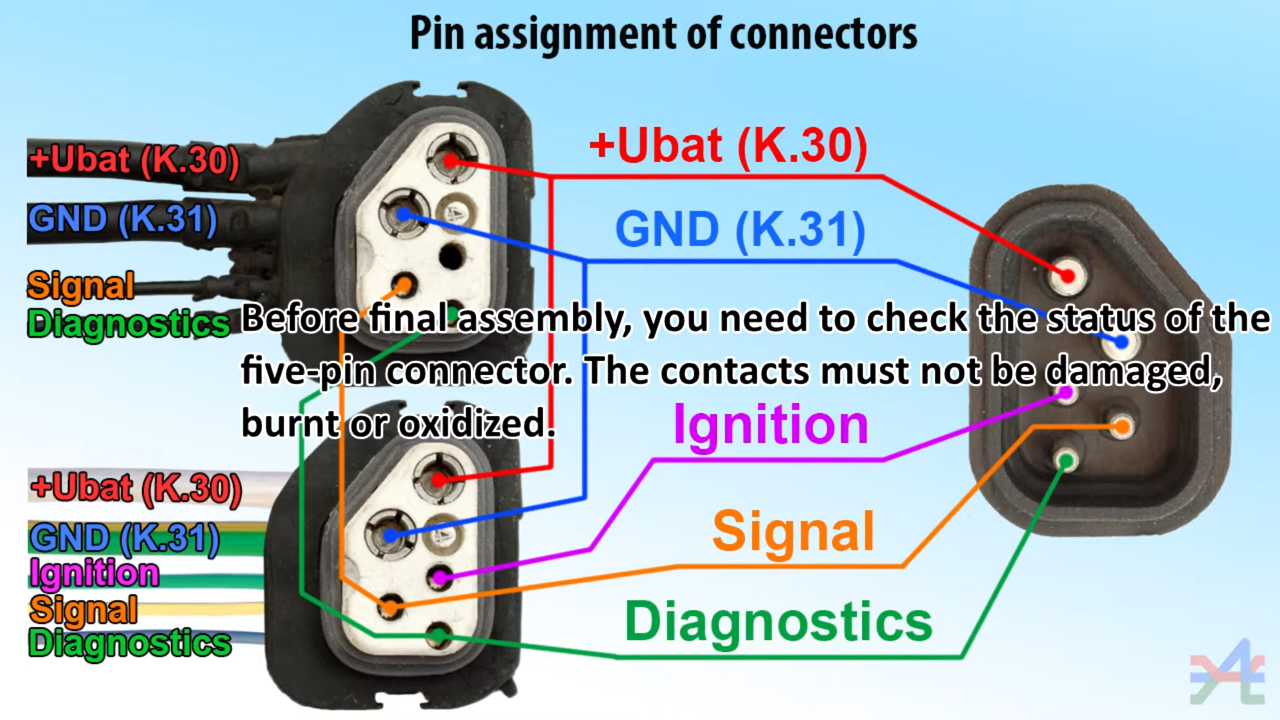 Pin assignment of connectors
+Ubat (K.30)
GND (K.31)
Signal
Diagnostics
+Ubat (K.30)
GND (K.31)
Before final assembly, you need to check the status of the
five-pin connector. The contacts must not be damaged,
burnt or oxidized.
Ignition
Signal
Diagnostics
+Ubat (K.30)
GND (K.31)
Ignition
Signal
Diagnostics